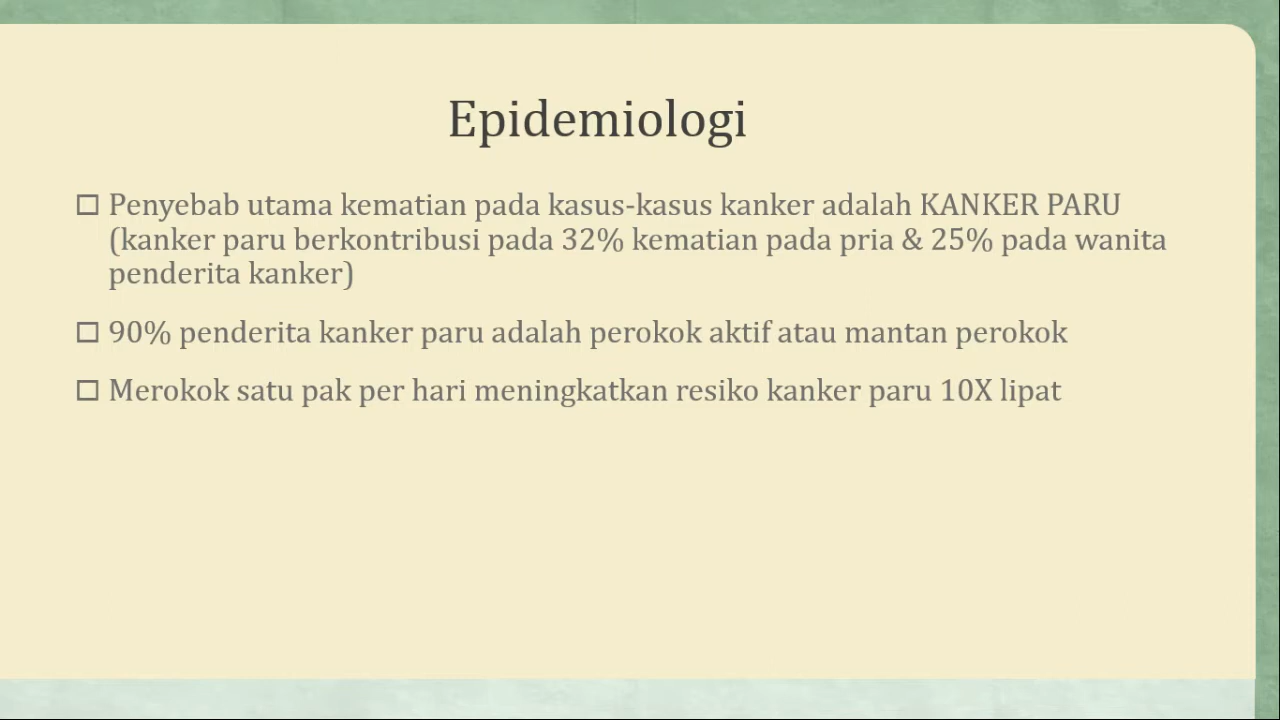 Epidemiologi
Penyebab utama kematian pada kasus-kasus kanker adalah KANKER PARU
(kanker paru berkontribusi pada 32% kematian pada pria & 25% pada wanita
penderita kanker)
90% penderita kanker paru adalah perokok aktif atau mantan perokok
Merokok satu pak per hari meningkatkan resiko kanker paru 10X lipat